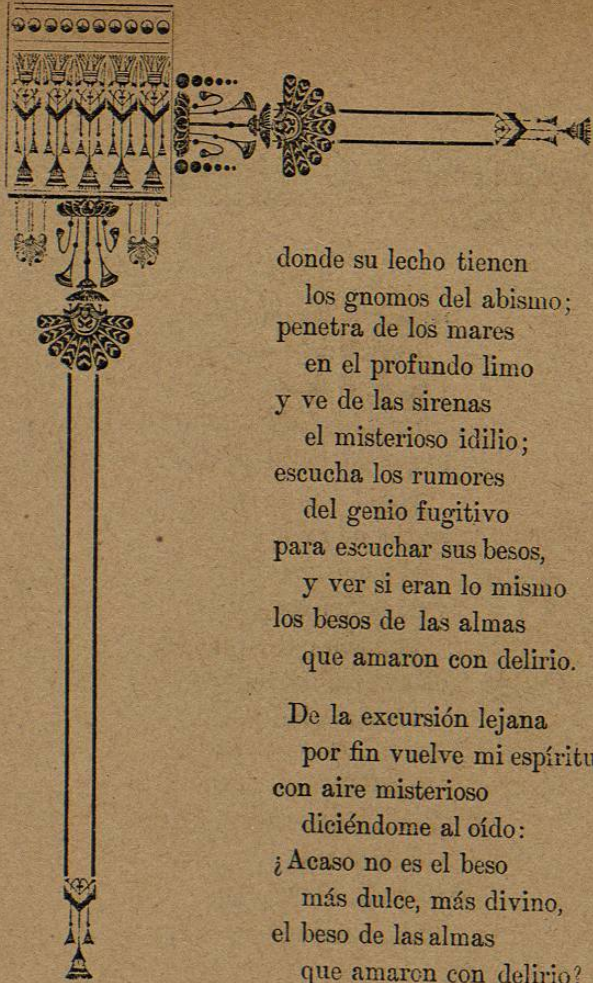 donde su lecho tienen
los gnomos del abismo;
penetra de los mares
en el profundo limo
y ve de las sirenas
el misterioso idilio;
escucha los rumores
del genio fugitivo
para escuchar sus besos,
y ver si eran lo mismo
los besos de las almas
que amaron con delirio.
De la excursión lejana
por fin vuelve mi espíritu
con aire misterioso
diciéndome al oído:
¿Acaso no es el beso
más dulce, más divino,
el beso de las almas
que amaron con delirio?